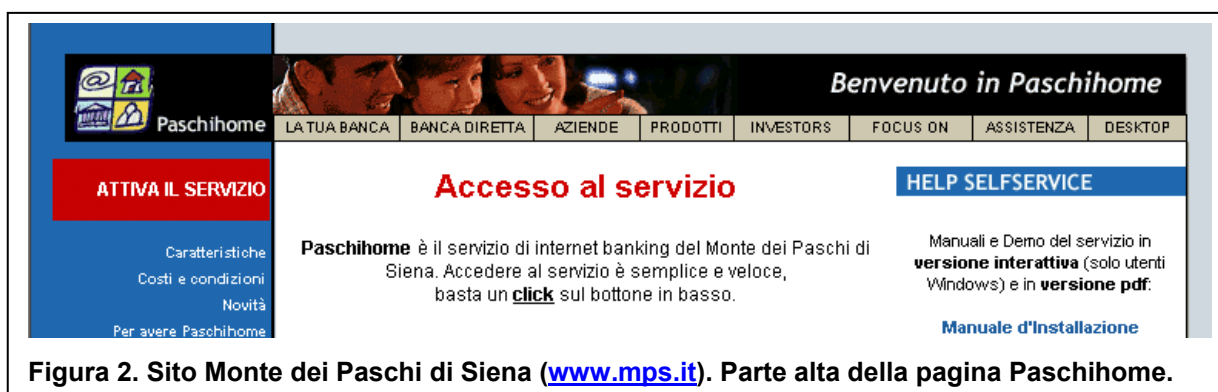 Benvenuto in Paschihome
Paschihome
LA TUA BANCA BANCA DIRETTA AZIENDE PRODOTTI INVESTORS FOCUS ON ASSISTENZA DESKTOP
ATTIVA IL SERVIZIO
Caratteristiche
Costi e condizioni
Novità
Per avere Paschihome
Accesso al servizio
Paschihome è il servizio di internet banking del Monte dei Paschi di
Siena. Accedere al servizio è semplice e veloce,
basta un click sul bottone in basso.
HELP SELFSERVICE
Manuali e Demo del servizio in
versione interattiva (solo utenti
Windows) e in versione pdf:
Manuale d'Installazione
Figura 2. Sito Monte dei Paschi di Siena (www.mps.it). Parte alta della pagina Paschihome.